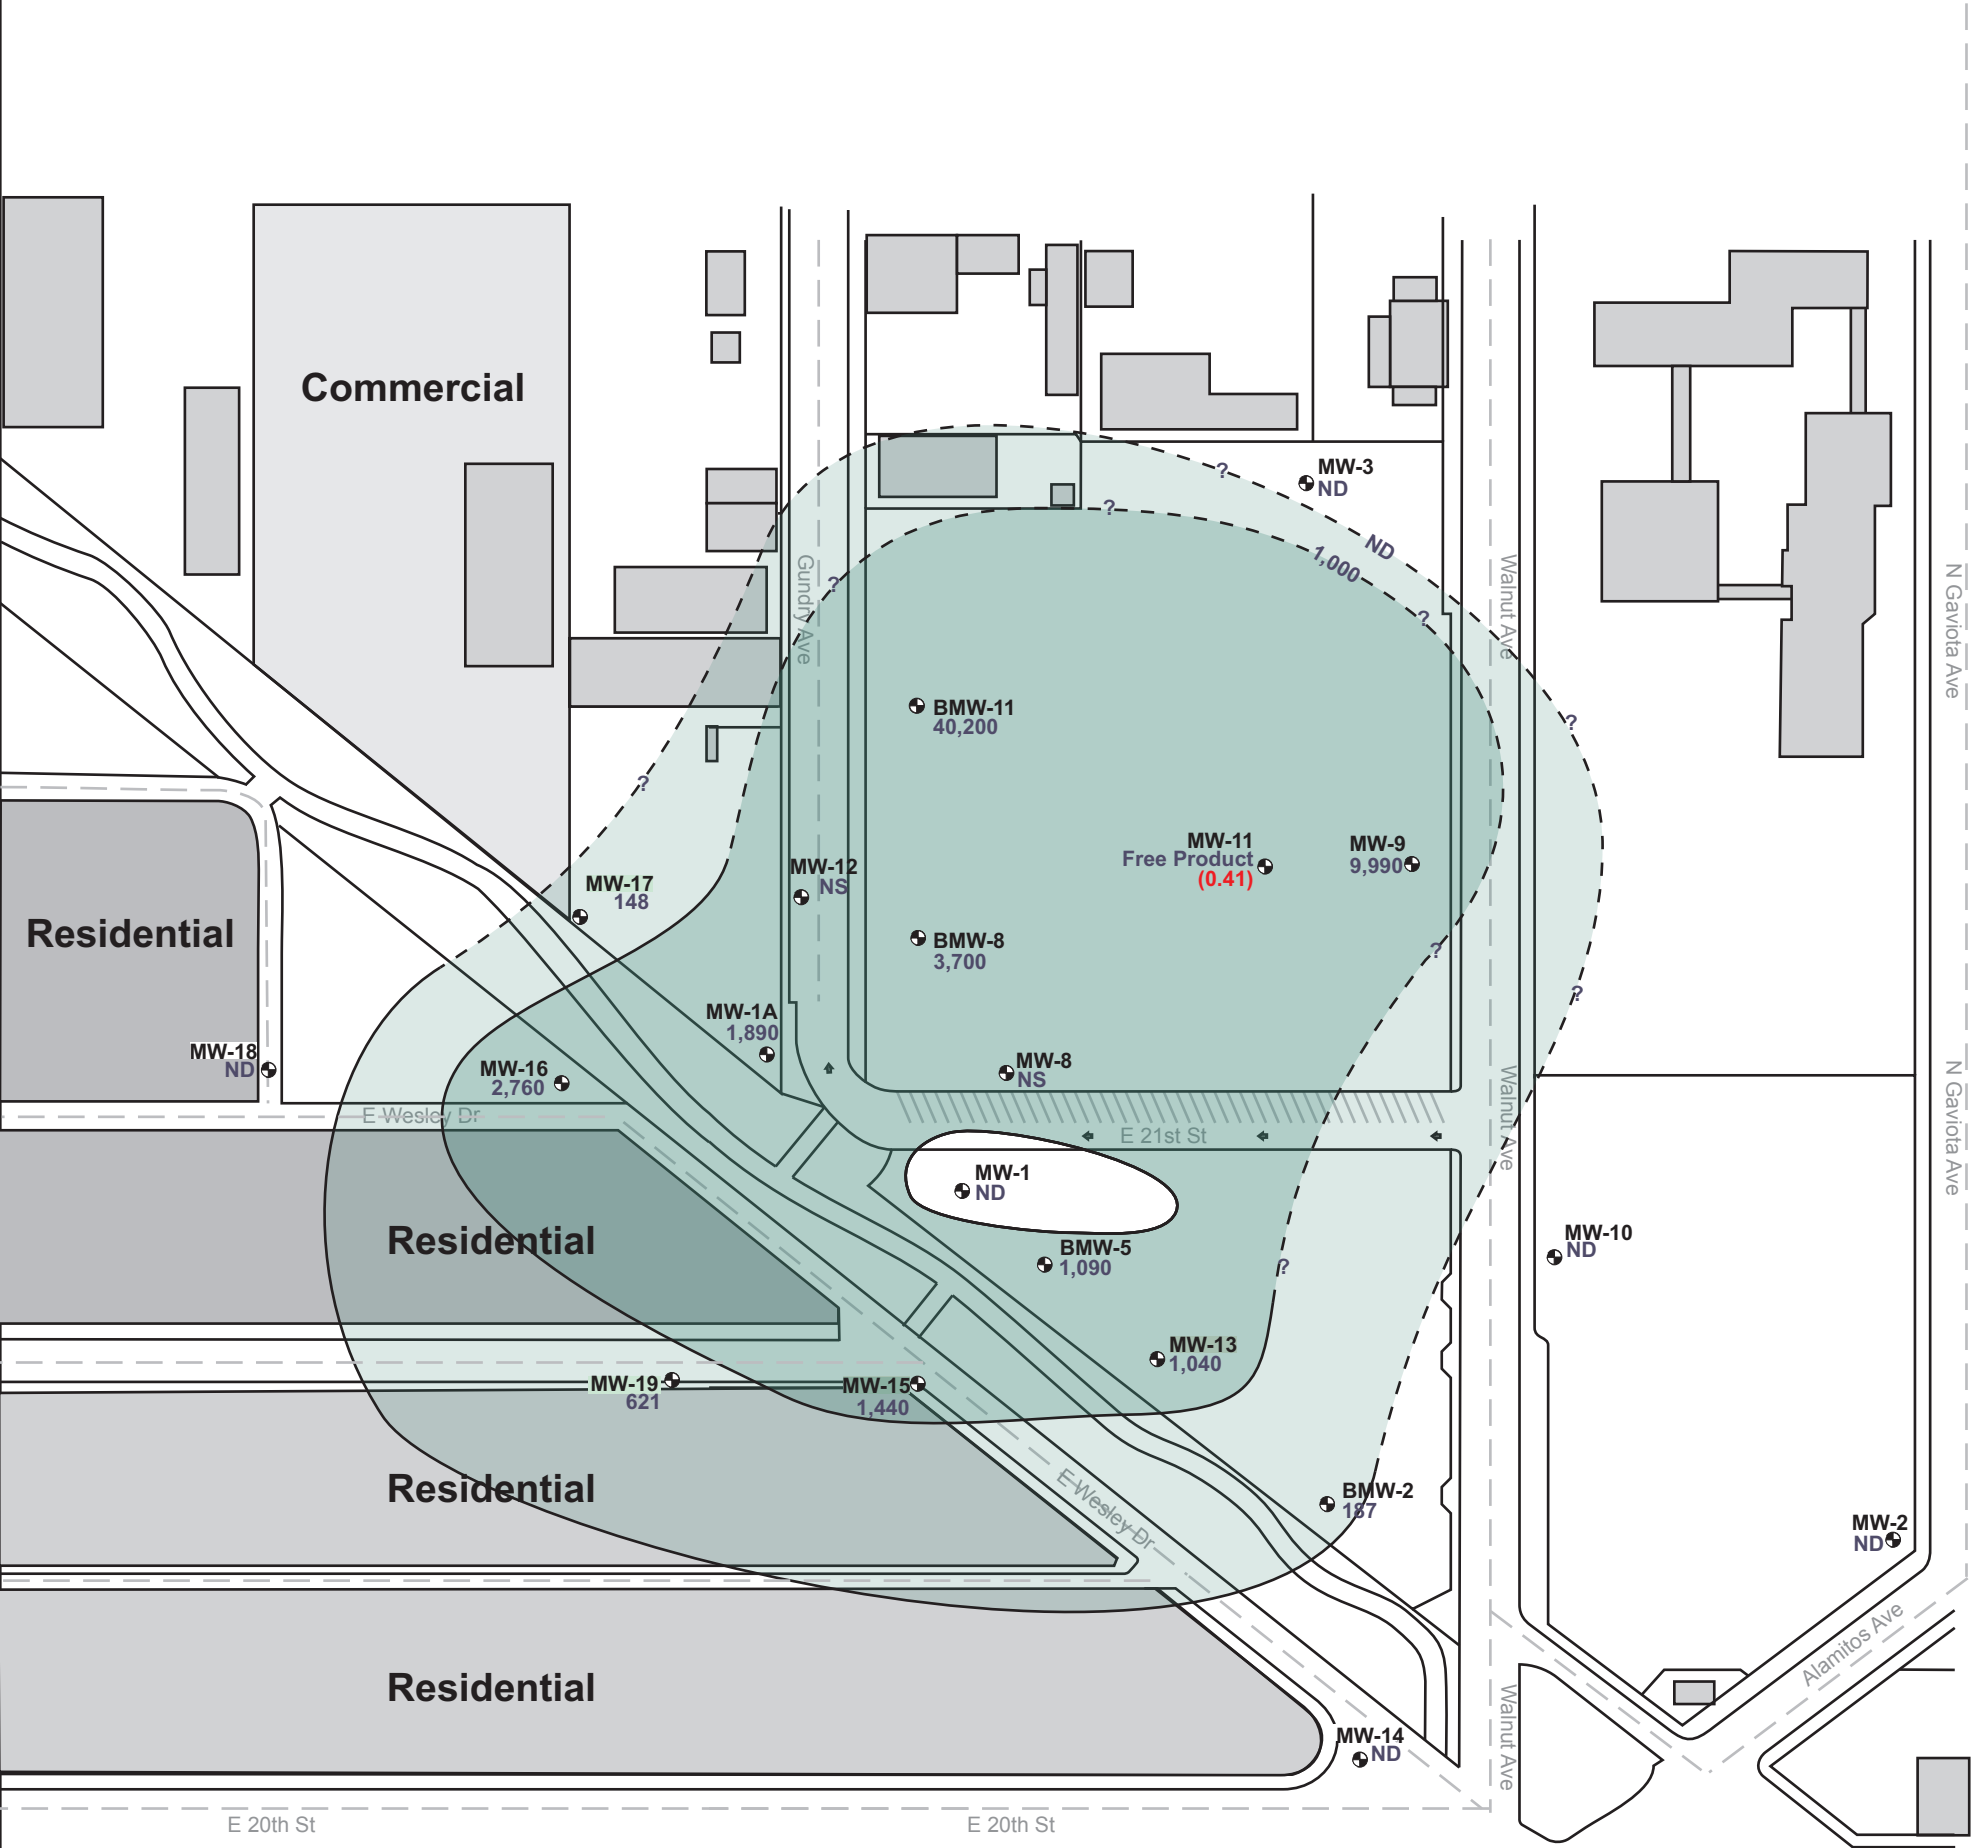 Commercial
MW-3
ND
?
?
ND
1,000
?
?
Gundry Ave
Walnut Ave
N Gaviota Ave
BMW-11
40,200
?
?
MW-11
Free Product
(0.41)
MW-9
9,990
MW-12
NS
MW-17
148
Residential
BMW-8
3,700
?
?
MW-1A
1,890
MW-18
ND
MW-16
2,760
MW-8
NS
Walnut Ave
N Gaviota Ave
E Wesley Dr
E 21st St
MW-1
ND
Residential
BMW-5
1,090
?
MW-10
ND
MW-13
1,040
MW-19
621
MW-15
1,440
Residential
E Wesley Dr
BMW-2
187
MW-2
ND
Alamitos Ave
Residential
Walnut Ave
MW-14
ND
E 20th St
E 20th St